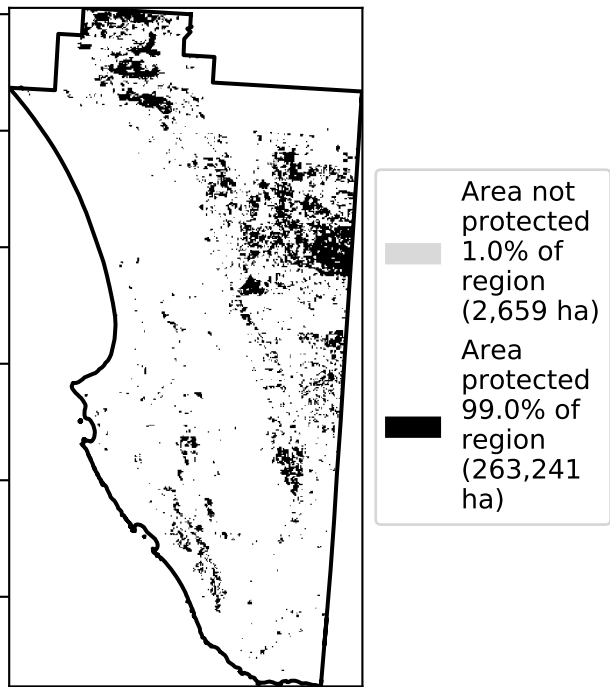 Area not
protected
1.0% of
region
(2,659 ha)
Area
protected
99.0% of
region
(263,241
ha)